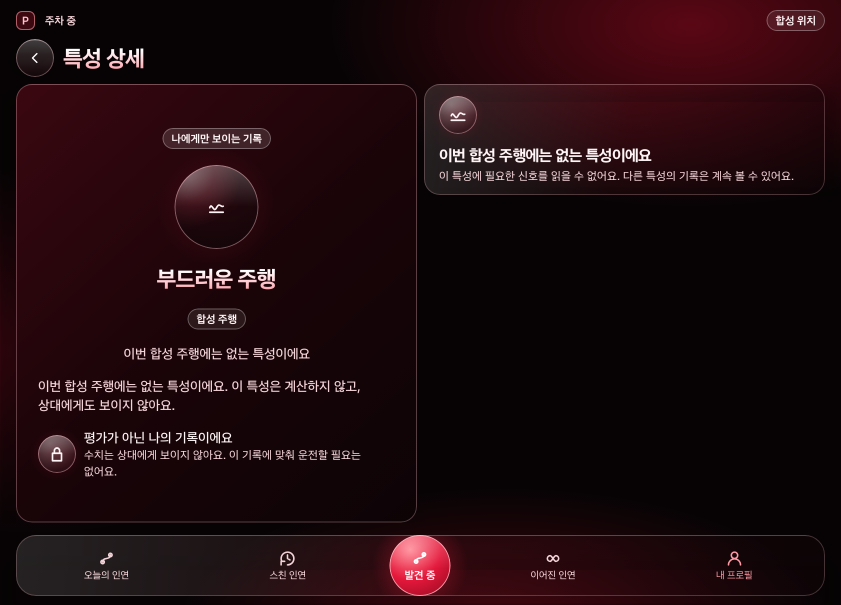 P 주차 중
합성 위치
특성 상세
나에게만 보이는 기록
부드러운 주행
합성 주행
이번 합성 주행에는 없는 특성이에요
이번 합성 주행에는 없는 특성이에요. 이 특성은 계산하지 않고,
상대에게도 보이지 않아요.
평가가 아닌 나의 기록이에요
수치는 상대에게 보이지 않아요. 이 기록에 맞춰 운전할 필요는
없어요.
이번 합성 주행에는 없는 특성이에요
이 특성에 필요한 신호를 읽을 수 없어요. 다른 특성의 기록은 계속 볼 수 있어요.
오늘의 인연
스친 인연
발견 중
이어진 인연
내 프로필